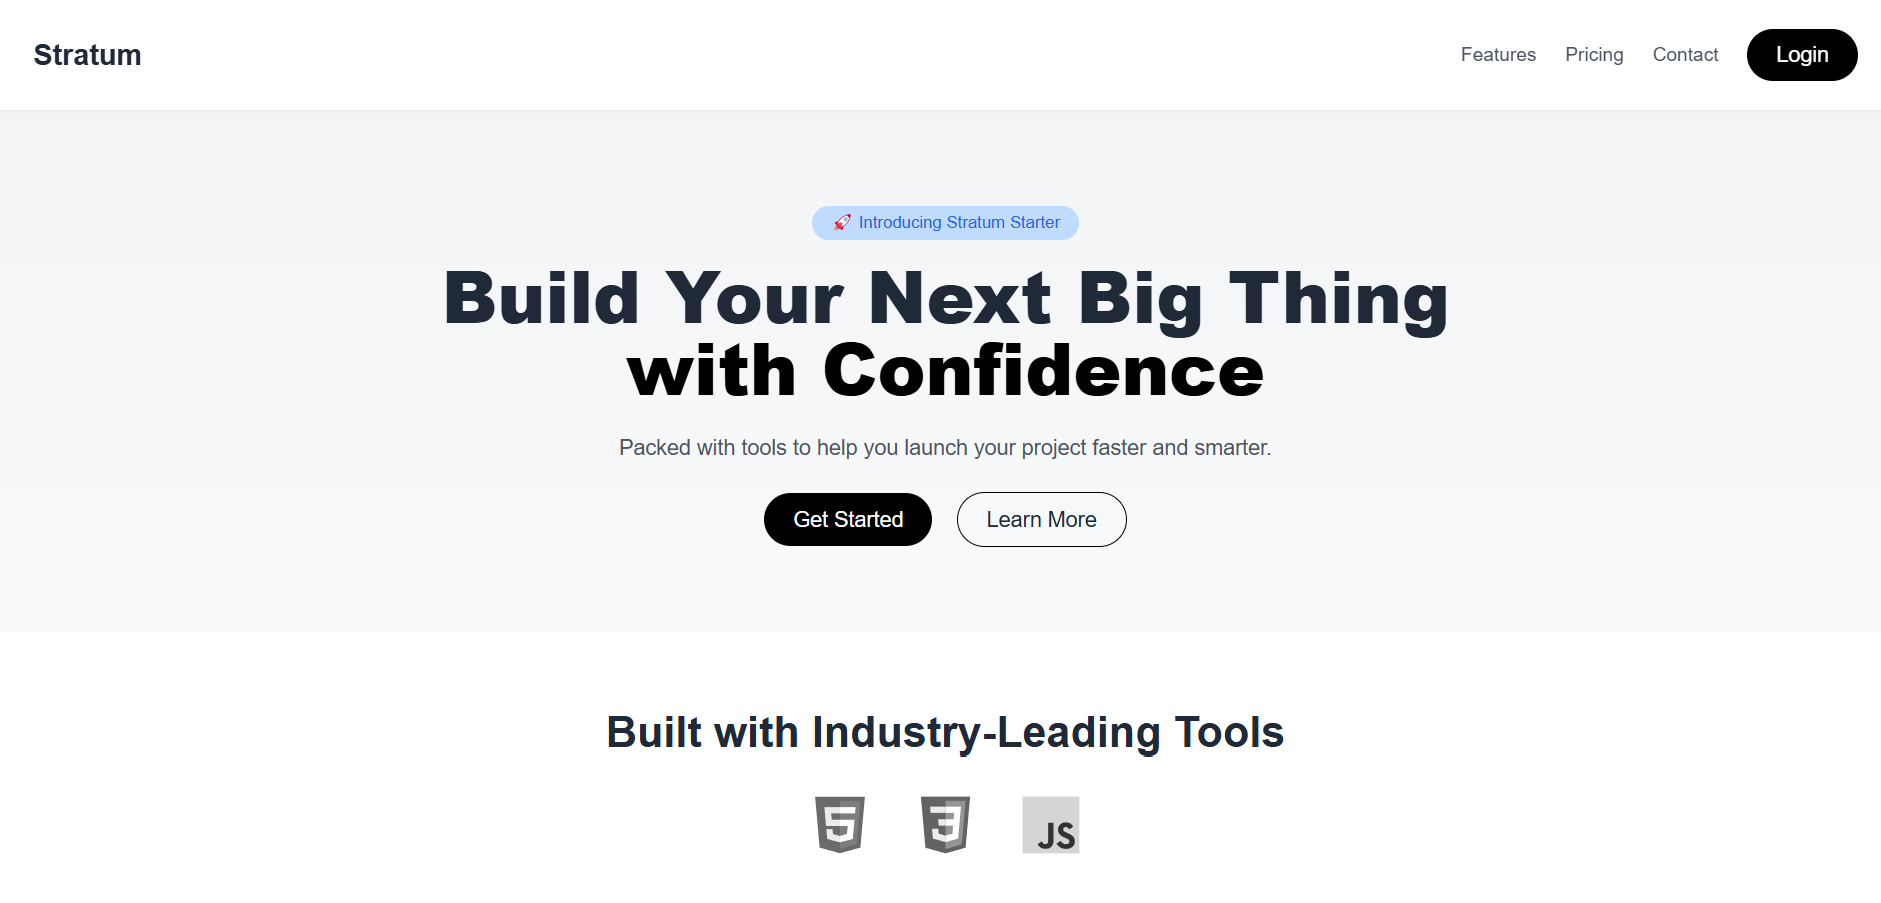 Stratum
Features
Pricing
Contact
Login
🚀 Introducing Stratum Starter
Build Your Next Big Thing
with Confidence
Packed with tools to help you launch your project faster and smarter.
Get Started
Learn More
Built with Industry-Leading Tools
5
3
JS